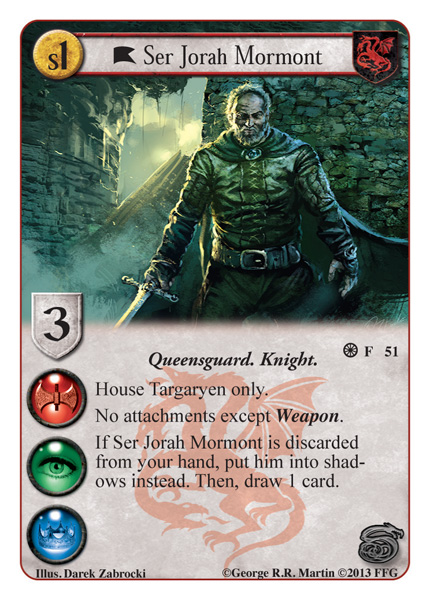 s1
Ser Jorah Mormont
3
F 51
Queensguard. Knight.
House Targaryen only.
No attachments except Weapon.
If Ser Jorah Mormont is discarded
from your hand, put him into shad-
ows instead. Then, draw 1 card.
Illus. Darek Zabrocki
©George R.R. Martin ©2013 FFG